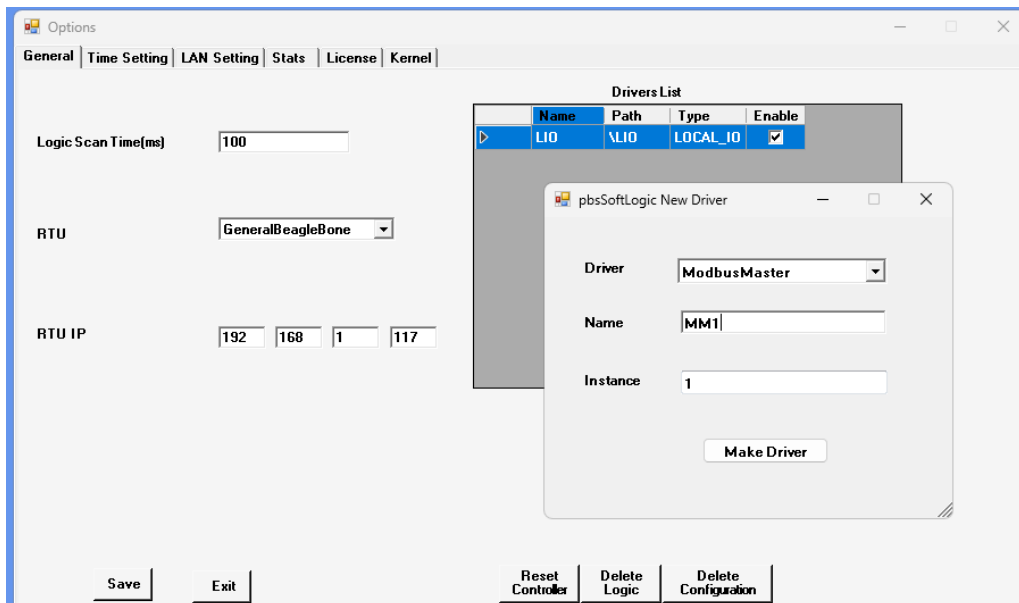 Options
General Time Setting LAN Setting Stats License Kernel
Drivers List
Name Path Type Enable
LIO \LIO LOCAL_IO
Logic Scan Time(ms) 100
pbsSoftLogic New Driver
RTU GeneralBeagleBone
Driver ModbusMaster
Name MM1
RTU IP 192 168 1 117
Instance 1
Make Driver
Save Exit
Reset Controller
Delete Logic
Delete Configuration